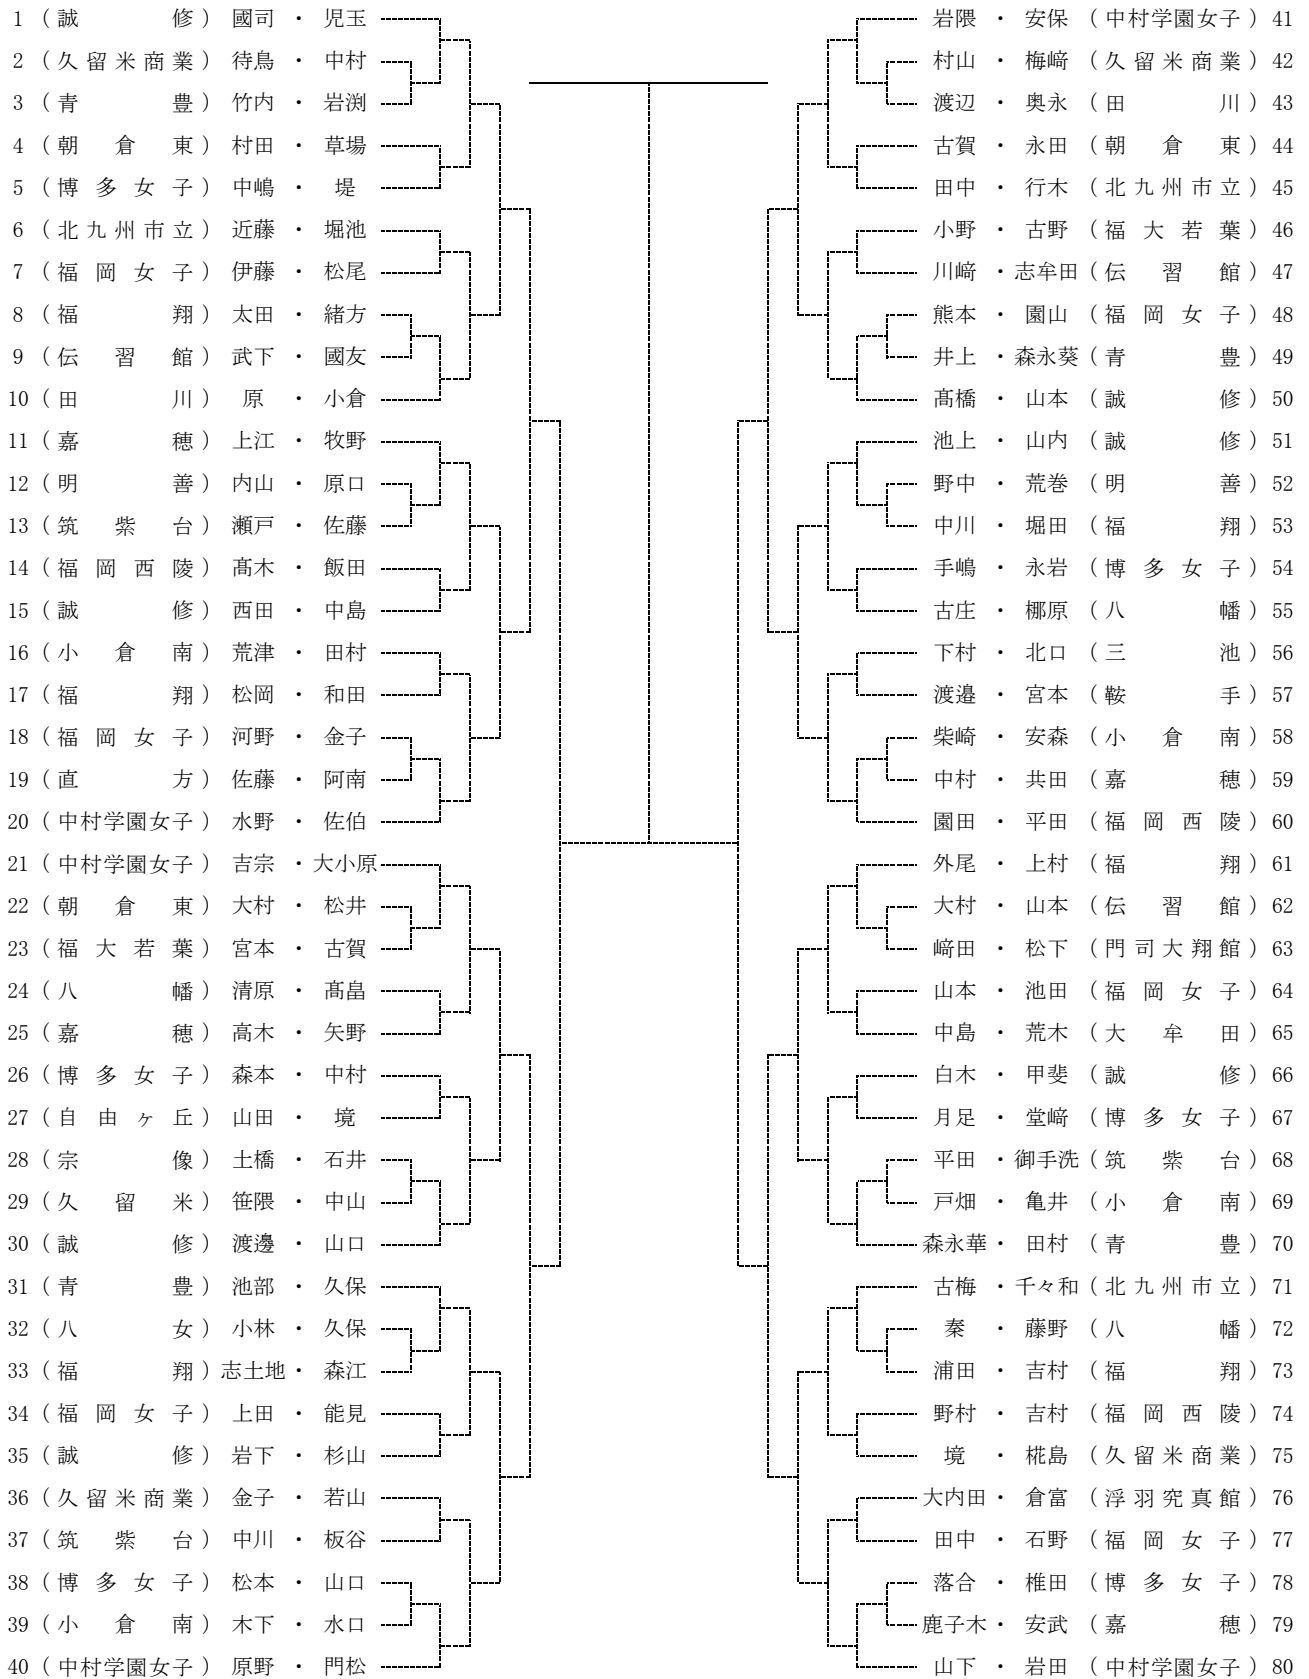 1 （誠修）國司・児玉
2 （久留米商業）待鳥・中村
3 （青豊）竹内・岩渕
4 （朝倉東）村田・草場
5 （博多女子）中嶋・堤
6 （北九州市立）近藤・堀池
7 （福岡女子）伊藤・松尾
8 （福翔）太田・緒方
9 （伝習館）武下・國友
10 （田川）原・小倉
11 （嘉穂）上江・牧野
12 （明善）内山・原口
13 （筑紫台）瀬戸・佐藤
14 （福岡西陵）髙木・飯田
15 （誠修）西田・中島
16 （小倉南）荒津・田村
17 （福翔）松岡・和田
18 （福岡女子）河野・金子
19 （直方）佐藤・阿南
20 （中村学園女子）水野・佐伯
21 （中村学園女子）吉宗・大小原
22 （朝倉東）大村・松井
23 （福大若葉）宮本・古賀
24 （八幡）清原・髙畠
25 （嘉穂）高木・矢野
26 （博多女子）森本・中村
27 （自由ヶ丘）山田・境
28 （宗像）土橋・石井
29 （久留米）笹隈・中山
30 （誠修）渡邊・山口
31 （青豊）池部・久保
32 （八女）小林・久保
33 （福翔）志土地・森江
34 （福岡女子）上田・能見
35 （誠修）岩下・杉山
36 （久留米商業）金子・若山
37 （筑紫台）中川・板谷
38 （博多女子）松本・山口
39 （小倉南）木下・水口
40 （中村学園女子）原野・門松
岩隈・安保（中村学園女子）41
村山・梅﨑（久留米商業）42
渡辺・奥永（田川）43
古賀・永田（朝倉東）44
田中・行木（北九州市立）45
小野・古野（福大若葉）46
川﨑・志牟田（伝習館）47
熊本・園山（福岡女子）48
井上・森永葵（青豊）49
髙橋・山本（誠修）50
池上・山内（誠修）51
野中・荒巻（明善）52
中川・堀田（福翔）53
手嶋・永岩（博多女子）54
古庄・梛原（八幡）55
下村・北口（三池）56
渡邉・宮本（鞍手）57
柴崎・安森（小倉南）58
中村・共田（嘉穂）59
園田・平田（福岡西陵）60
外尾・上村（福翔）61
大村・山本（伝習館）62
﨑田・松下（門司大翔館）63
山本・池田（福岡女子）64
中島・荒木（大牟田）65
白木・甲斐（誠修）66
月足・堂﨑（博多女子）67
平田・御手洗（筑紫台）68
戸畑・亀井（小倉南）69
森永華・田村（青豊）70
古梅・千々和（北九州市立）71
秦・藤野（八幡）72
浦田・吉村（福翔）73
野村・吉村（福岡西陵）74
境・椛島（久留米商業）75
大内田・倉富（浮羽究真館）76
田中・石野（福岡女子）77
落合・椎田（博多女子）78
鹿子木・安武（嘉穂）79
山下・岩田（中村学園女子）80